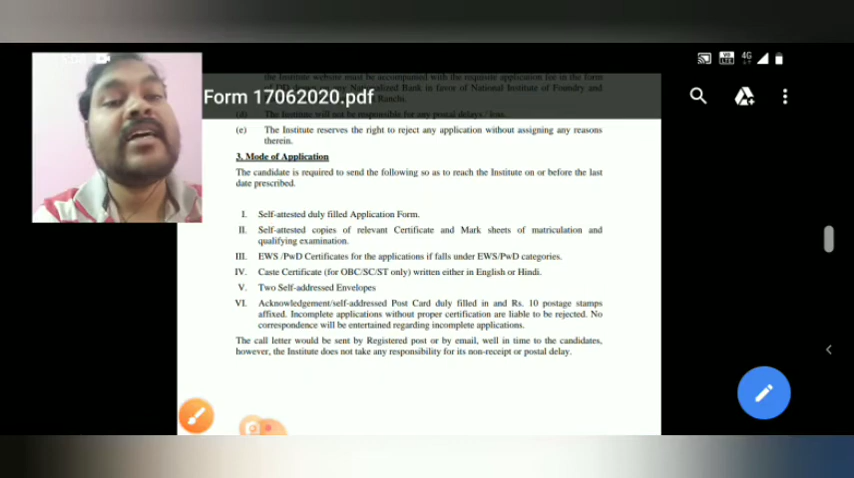 the Institute website must be accompanied with the requisite application fee in the form
of DD drawn on any Nationalized Bank in favor of National Institute of Foundry and
Form 17062020.pdf
Ranchi.
(d) The Institute will not be responsible for any postal delays / loss.
(e) The Institute reserves the right to reject any application without assigning any reasons
therein.
3. Mode of Application
The candidate is required to send the following so as to reach the Institute on or before the last
date prescribed.
I. Self-attested duly filled Application Form.
II. Self-attested copies of relevant Certificate and Mark sheets of matriculation and
qualifying examination.
III. EWS /PwD Certificates for the applications if falls under EWS/PwD categories.
IV. Caste Certificate (for OBC/SC/ST only) written either in English or Hindi.
V. Two Self-addressed Envelopes
VI. Acknowledgement/self-addressed Post Card duly filled in and Rs. 10 postage stamps
affixed. Incomplete applications without proper certification are liable to be rejected. No
correspondence will be entertained regarding incomplete applications.
The call letter would be sent by Registered post or by email, well in time to the candidates,
however, the Institute does not take any responsibility for its non-receipt or postal delay.
4G